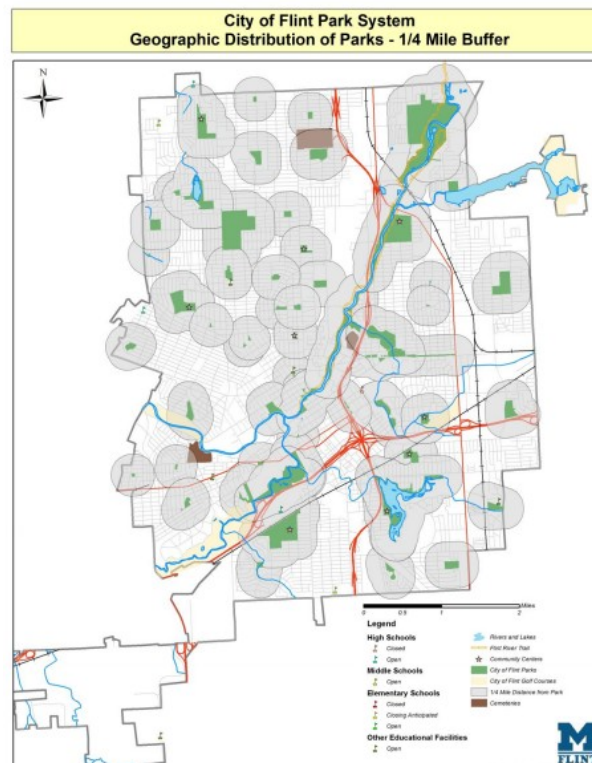 City of Flint Park System
Geographic Distribution of Parks - 1/4 Mile Buffer
N
0 0.5 1 2
Miles
Legend
High Schools
Closed
Open
Middle Schools
Open
Elementary Schools
Closed
Closing Anticipated
Open
Other Educational Facilities
Open
Rivers and Lakes
Flint River Trail
Community Centers
City of Flint Parks
City of Flint Golf Courses
1/4 Mile Distance from Park
Cemeteries
M
FLINT